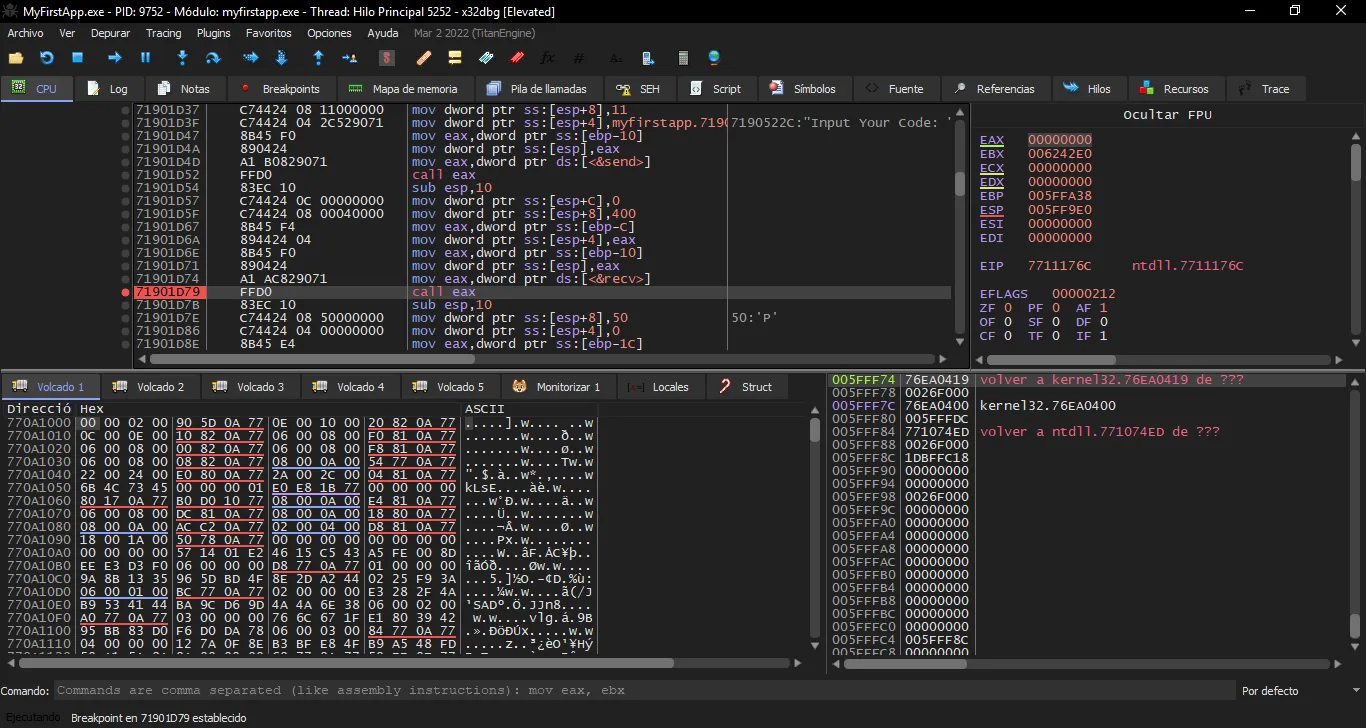 MyFirstApp.exe - PID: 9752 - Módulo: myfirstapp.exe - Thread: Hilo Principal 5252 - x32dbg [Elevated]
Archivo Ver Depurar Tracing Plugins Favoritos Opciones Ayuda Mar 2 2022 (TitanEngine)
CPU Log Notas Breakpoints Mapa de memoria Pila de llamadas SEH Script Símbolos Fuente Referencias Hilos Recursos Trace
71901D37 C74424 08 11000000 mov dword ptr ss:[esp+8],11
71901D3F C74424 04 2C529071 mov dword ptr ss:[esp+4],myfirstapp.7190 7190522C:"Input Your Code: '
71901D47 8B45 F0 mov eax,dword ptr ss:[ebp-10]
71901D4A 890424 mov dword ptr ss:[esp],eax
71901D4D A1 B0829071 mov eax,dword ptr ds:[<&send>]
71901D52 FFD0 call eax
71901D54 83EC 10 sub esp,10
71901D57 C74424 0C 00000000 mov dword ptr ss:[esp+C],0
71901D5F C74424 08 00040000 mov dword ptr ss:[esp+8],400
71901D67 8B45 F4 mov eax,dword ptr ss:[ebp-C]
71901D6A 894424 04 mov dword ptr ss:[esp+4],eax
71901D6E 8B45 F0 mov eax,dword ptr ss:[ebp-10]
71901D71 890424 mov dword ptr ss:[esp],eax
71901D74 A1 AC829071 mov eax,dword ptr ds:[<&recv>]
71901D79 FFD0 call eax
71901D7B 83EC 10 sub esp,10
71901D7E C74424 08 50000000 mov dword ptr ss:[esp+8],50 50:'P'
71901D86 C74424 04 00000000 mov dword ptr ss:[esp+4],0
71901D8E 8B45 E4 mov eax,dword ptr ss:[ebp-1C]
Ocultar FPU
EAX 00000000
EBX 006242E0
ECX 00000000
EDX 00000000
EBP 005FFA38
ESP 005FF9E0
ESI 00000000
EDI 00000000
EIP 7711176C ntdll.7711176C
EFLAGS 00000212
ZF 0 PF 0 AF 1
OF 0 SF 0 DF 0
CF 0 TF 0 IF 1
Volcado 1 Volcado 2 Volcado 3 Volcado 4 Volcado 5 Monitorizar 1 Locales Struct
Direcció Hex ASCII
770A1000 00 00 02 00 90 5D 0A 77 0E 00 10 00 20 82 0A 77 .....].w.... ..w
770A1010 0C 00 0E 00 10 82 0A 77 06 00 08 00 F0 81 0A 77 .......w....ð..w
770A1020 06 00 08 00 00 82 0A 77 06 00 08 00 F8 81 0A 77 .......w....ø..w
770A1030 06 00 08 00 08 82 0A 77 08 00 0A 00 54 77 0A 77 .......w....Tw.w
770A1040 22 00 24 00 E0 80 0A 77 2A 00 2C 00 04 81 0A 77 ".$.à..w*.,....w
770A1050 6B 4C 73 45 00 00 00 01 E0 E8 1B 77 00 00 00 00 kLsE....àè.w....
770A1060 80 17 0A 77 B0 D0 10 77 08 00 0A 00 E4 81 0A 77 ...w°Ð.w....ä..w
770A1070 06 00 08 00 DC 81 0A 77 08 00 0A 00 18 80 0A 77 ....Ü..w.......w
770A1080 08 00 0A 00 AC C2 0A 77 02 00 04 00 D8 81 0A 77 ....¬Â.w....Ø..w
770A1090 18 00 1A 00 50 78 0A 77 00 00 00 00 00 00 00 00 ....Px.w........
770A10A0 00 00 00 00 57 14 01 E2 46 15 C5 43 A5 FE 00 8D ....W..âF.ÅC¥þ..
770A10B0 EE E3 D3 F0 06 00 00 00 D8 77 0A 77 01 00 00 00 îãÓð....Øw.w....
770A10C0 9A 8B 13 35 96 5D BD 4F 8E 2D A2 44 02 25 F9 3A ...5.]½O.-¢D.%ù:
770A10D0 06 00 01 00 BC 77 0A 77 02 00 00 00 E3 28 2F 4A ....¼w.w....ã(/J
770A10E0 B9 53 41 44 BA 9C D6 9D 4A 4A 6E 38 06 00 02 00 ¹SADº.Ö.JJn8....
770A10F0 A0 77 0A 77 03 00 00 00 76 6C 67 1F E1 80 39 42 w.w....vlg.á.9B
770A1100 95 BB 83 D0 F6 D0 DA 78 06 00 03 00 84 77 0A 77 .».ÐöÐÚx.....w.w
770A1110 04 00 00 00 12 7A 0F 8E B3 BF E8 4F B9 A5 48 FD .....z..³¿èO¹¥Hý
005FFF74 76EA0419 volver a kernel32.76EA0419 de ???
005FFF78 0026F000
005FFF7C 76EA0400 kernel32.76EA0400
005FFF80 005FFFDC
005FFF84 771074ED volver a ntdll.771074ED de ???
005FFF88 0026F000
005FFF8C 1DBFFC18
005FFF90 00000000
005FFF94 00000000
005FFF98 0026F000
005FFF9C 00000000
005FFFA0 00000000
005FFFA4 00000000
005FFFA8 00000000
005FFFAC 00000000
005FFFB0 00000000
005FFFB4 00000000
005FFFB8 00000000
005FFFBC 00000000
005FFFC0 00000000
005FFFC4 005FFF8C
005FFFC8 00000000
Comando: Commands are comma separated (like assembly instructions): mov eax, ebx Por defecto
Ejecutando Breakpoint en 71901D79 establecido